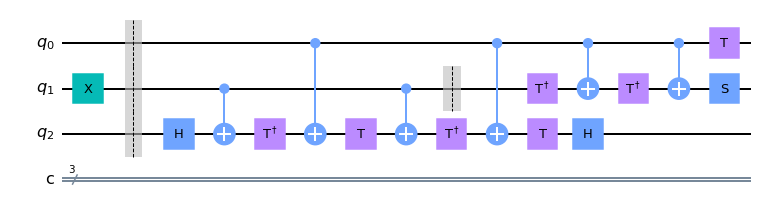 q₀ T
q₁ X T† T† S
q₂ H T† T T† T H
c 3